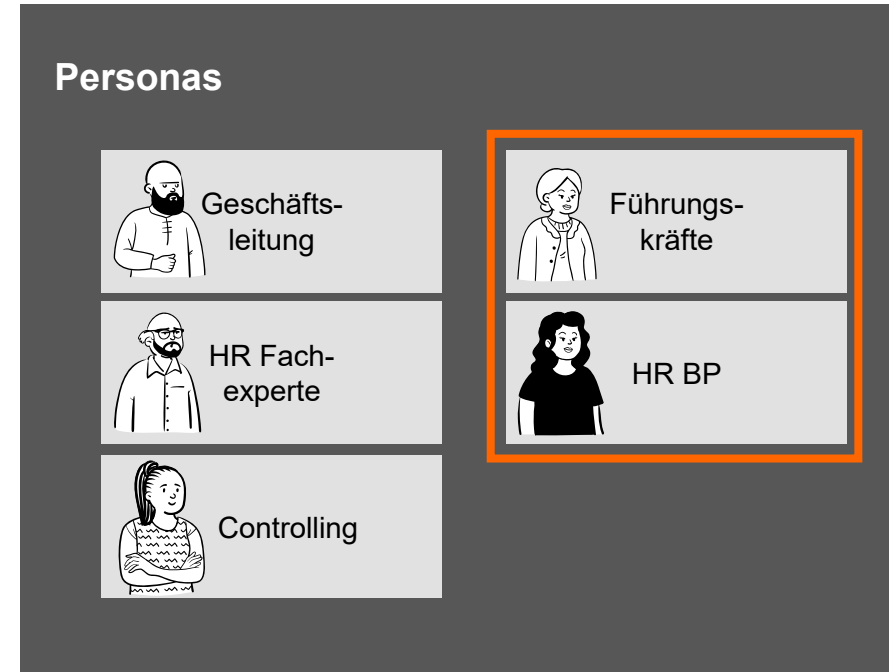 Personas
Geschäfts-
leitung
HR Fach-
experte
Controlling
Führungs-
kräfte
HR BP